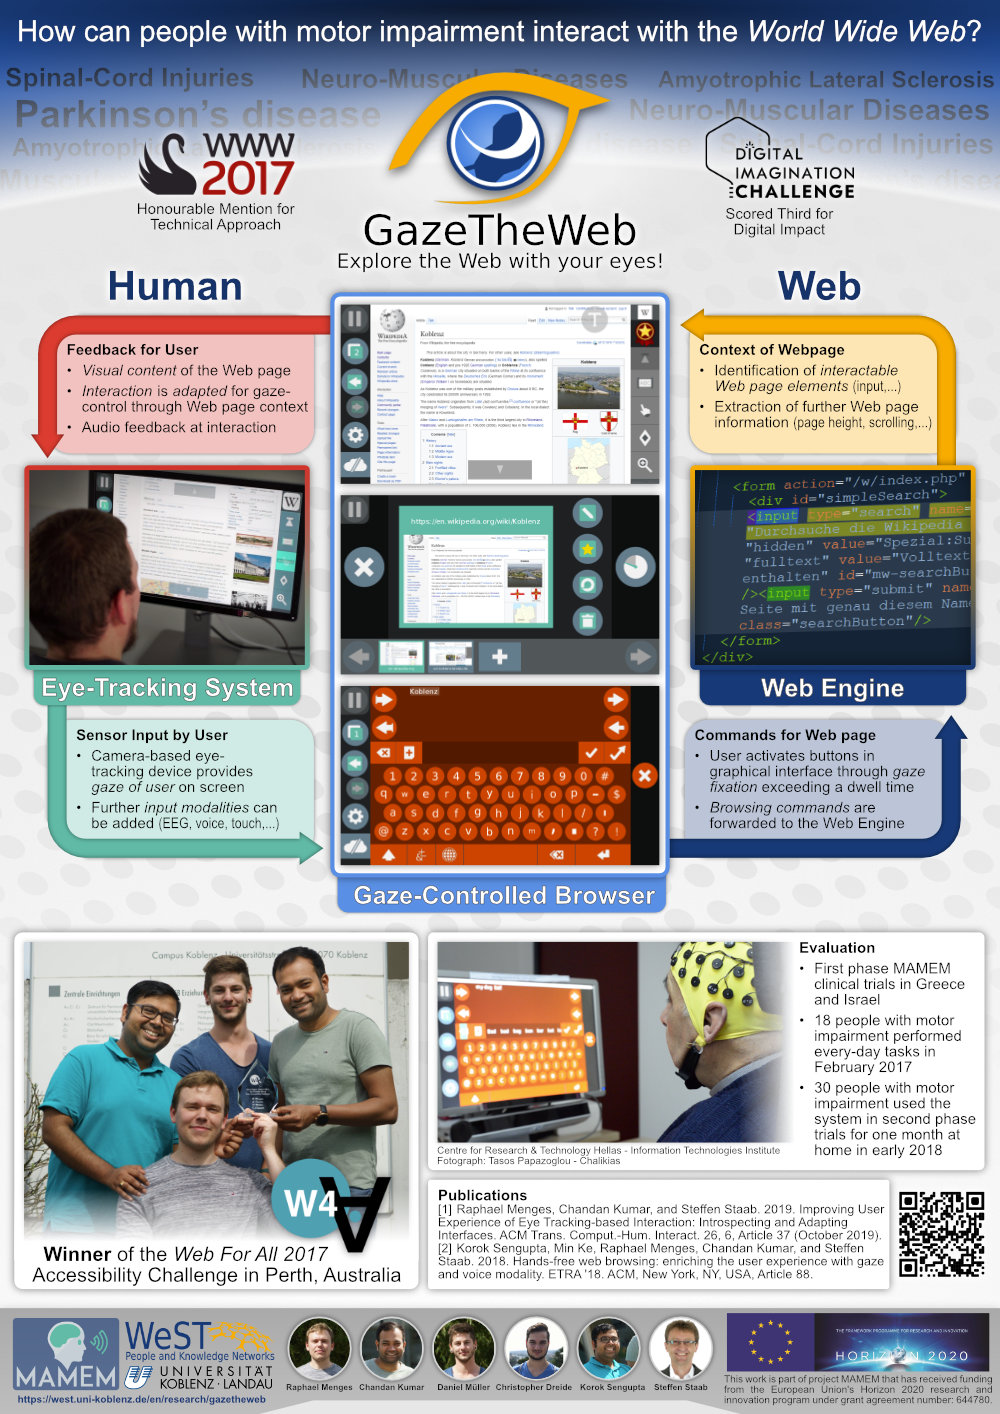 How can people with motor impairment interact with the World Wide Web?
Spinal-Cord Injuries
Amyotrophic Lateral Sclerosis
Parkinson's disease
Neuro-Muscular Diseases
WWW
2017
Honourable Mention for
Technical Approach
DIGITAL
IMAGINATION
CHALLENGE
Scored Third for
Digital Impact
GazeTheWeb
Explore the Web with your eyes!
Human
Web
Feedback for User
• Visual content of the Web page
• Interaction is adapted for gaze-
control through Web page context
• Audio feedback at interaction
Eye-Tracking System
Sensor Input by User
• Camera-based eye-
tracking device provides
gaze of user on screen
• Further input modalities can
be added (EEG, voice, touch,...)
WIKIPEDIA
Koblenz
https://en.wikipedia.org/wiki/Koblenz
Koblenz
1 2 3 4 5 6 7 8 9 0 #
q w e r t y u i o p - $
a s d f g h j k l / !
@ z x c v b n m , . ? !
Gaze-Controlled Browser
Context of Webpage
• Identification of interactable
Web page elements (input,...)
• Extraction of further Web page
information (page height, scrolling,...)
<form action="/w/index.php"
<div id="simpleSearch">
<input type="search" name=
"Durchsuche die Wikipedia
"hidden" value="Spezial:Su
"fulltext" value="Volltext
enthalten" id="mw-searchBu
/><input type="submit" nam
Seite mit genau diesem Nam
class="searchButton"/>
</form>
</div>
Web Engine
Commands for Web page
• User activates buttons in
graphical interface through gaze
fixation exceeding a dwell time
• Browsing commands are
forwarded to the Web Engine
Campus Koblenz
Zentrale Einrichtungen
W4A
Winner of the Web For All 2017
Accessibility Challenge in Perth, Australia
Centre for Research & Technology Hellas - Information Technologies Institute
Fotograph: Tasos Papazoglou - Chalikias
Evaluation
• First phase MAMEM
clinical trials in Greece
and Israel
• 18 people with motor
impairment performed
every-day tasks in
February 2017
• 30 people with motor
impairment used the
system in second phase
trials for one month at
home in early 2018
Publications
[1] Raphael Menges, Chandan Kumar, and Steffen Staab. 2019. Improving User
Experience of Eye Tracking-based Interaction: Introspecting and Adapting
Interfaces. ACM Trans. Comput.-Hum. Interact. 26, 6, Article 37 (October 2019).
[2] Korok Sengupta, Min Ke, Raphael Menges, Chandan Kumar, and Steffen
Staab. 2018. Hands-free web browsing: enriching the user experience with gaze
and voice modality. ETRA '18. ACM, New York, NY, USA, Article 88.
MAMEM
WeST
People and Knowledge Networks
UNIVERSITÄT
KOBLENZ · LANDAU
https://west.uni-koblenz.de/en/research/gazetheweb
Raphael Menges Chandan Kumar Daniel Müller Christopher Dreide Korok Sengupta Steffen Staab
THE FRAMEWORK PROGRAMME FOR RESEARCH AND INNOVATION
HORIZON 2020
This work is part of project MAMEM that has received funding
from the European Union's Horizon 2020 research and
innovation program under grant agreement number: 644780.